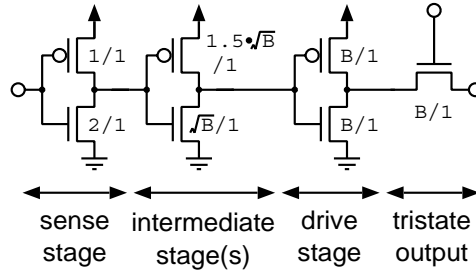 1/1
2/1
1.5•√B
/1
√B/1
B/1
B/1
B/1
sense
stage
intermediate
stage(s)
drive
stage
tristate
output